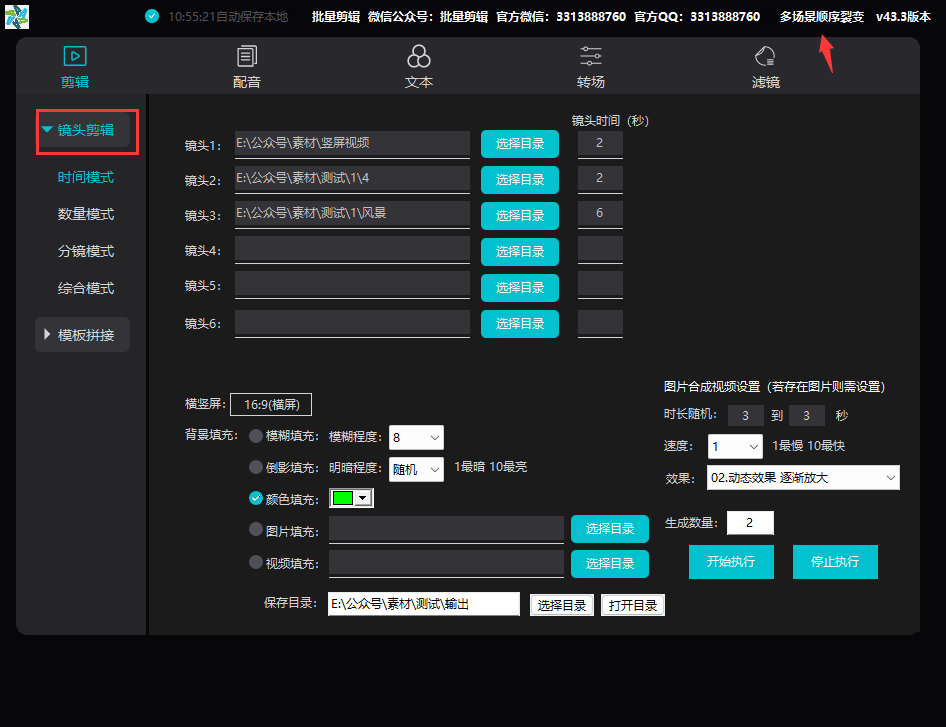 10:55:21自动保存本地 批量剪辑 微信公众号：批量剪辑 官方微信：3313888760 官方QQ：3313888760 多场景顺序裂变 v43.3版本
剪辑 配音 文本 转场 滤镜
镜头剪辑
时间模式
数量模式
分镜模式
综合模式
模板拼接
镜头时间（秒）
镜头1： E:\公众号\素材\竖屏视频 选择目录 2
镜头2： E:\公众号\素材\测试\1\4 选择目录 2
镜头3： E:\公众号\素材\测试\1\风景 选择目录 6
镜头4： 选择目录
镜头5： 选择目录
镜头6： 选择目录
横竖屏： 16:9(横屏)
背景填充： 模糊填充： 模糊程度： 8
倒影填充： 明暗程度： 随机 1最暗 10最亮
颜色填充：
图片填充： 选择目录
视频填充： 选择目录
保存目录： E:\公众号\素材\测试\输出 选择目录 打开目录
图片合成视频设置（若存在图片则需设置）
时长随机： 3 到 3 秒
速度： 1 1最慢 10最快
效果： 02.动态效果 逐渐放大
生成数量： 2
开始执行 停止执行